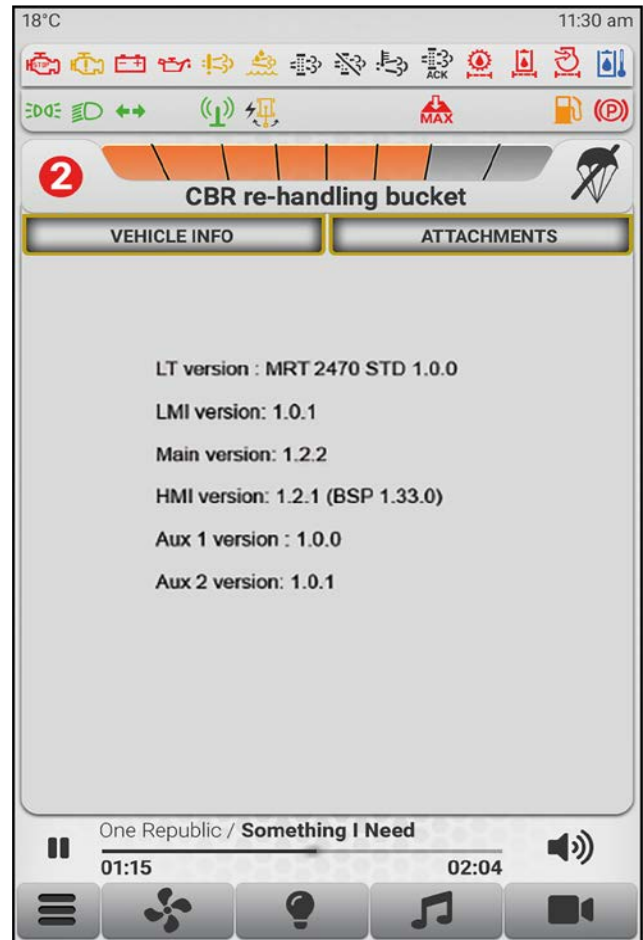 18°C 11:30 am
STOP
ACK
MAX
2
CBR re-handling bucket
VEHICLE INFO ATTACHMENTS
LT version : MRT 2470 STD 1.0.0
LMI version: 1.0.1
Main version: 1.2.2
HMI version: 1.2.1 (BSP 1.33.0)
Aux 1 version : 1.0.0
Aux 2 version: 1.0.1
One Republic / Something I Need
01:15 02:04